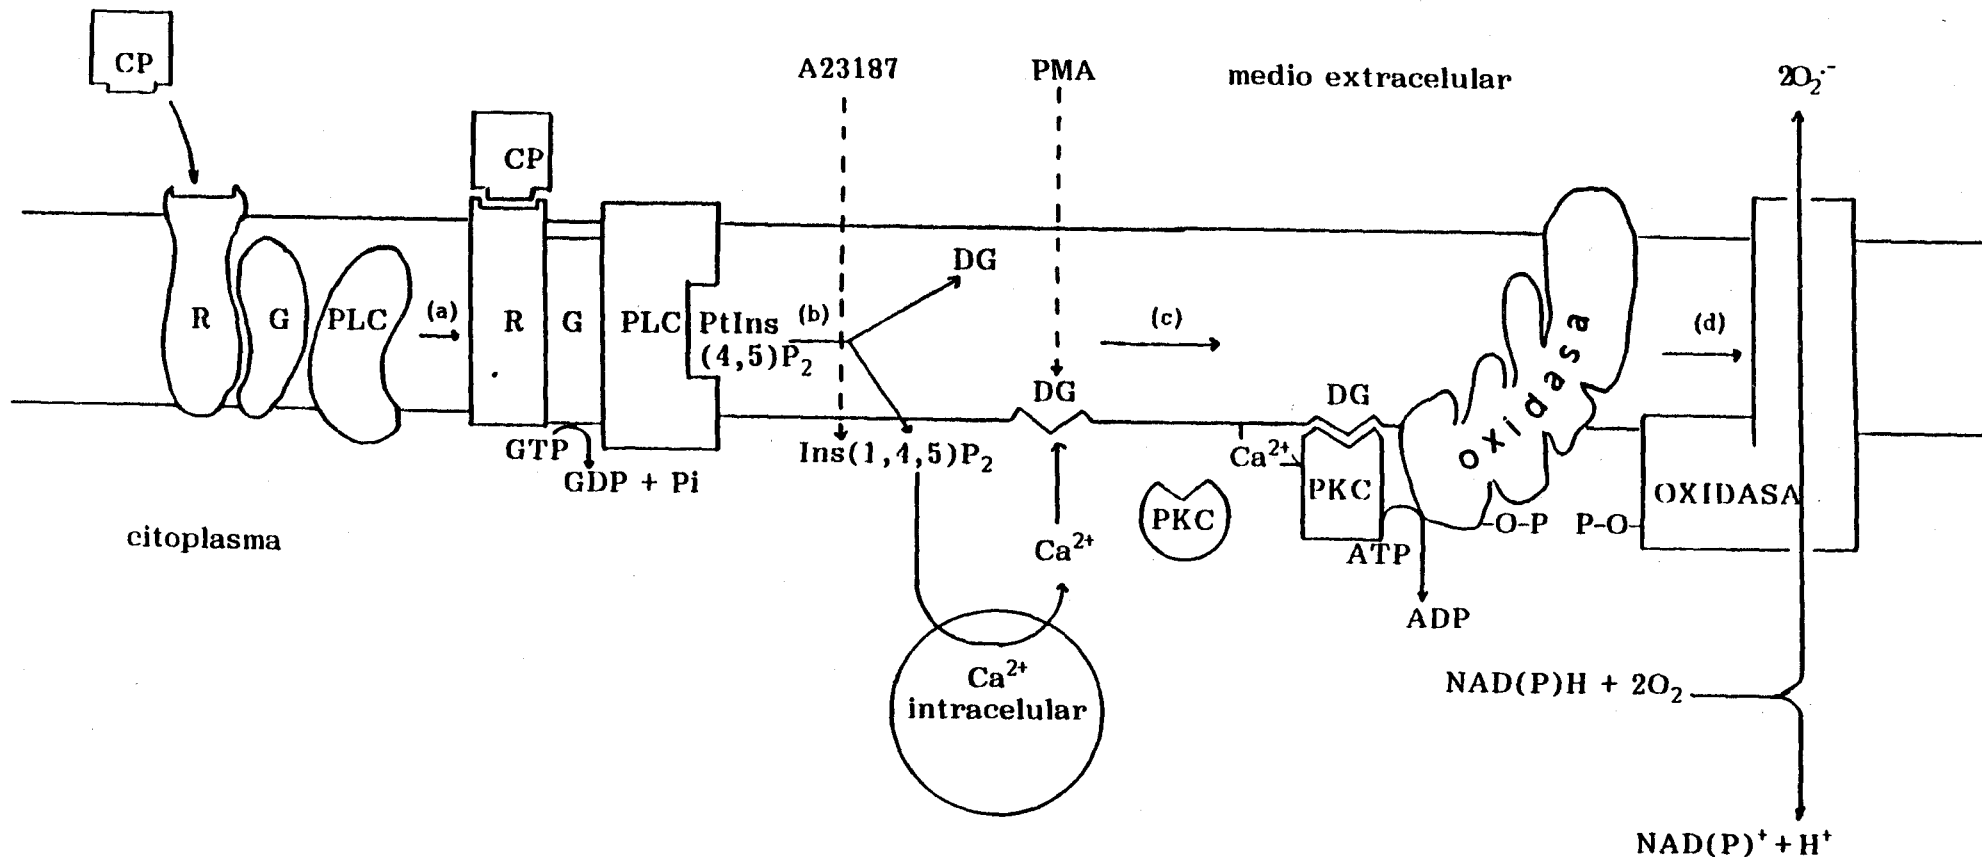 CP
A23187
PMA
medio extracelular
2O₂·⁻
CP
DG
R
G
PLC
(a)
R
G
PLC
PtIns
(4,5)P₂
(b)
(c)
(d)
DG
DG
oxidasa
GTP
GDP + Pi
Ins(1,4,5)P₂
Ca²⁺
PKC
PKC
OXIDASA
O-P
P-O
citoplasma
Ca²⁺
ATP
ADP
Ca²⁺
intracelular
NAD(P)H + 2O₂
NAD(P)⁺ + H⁺